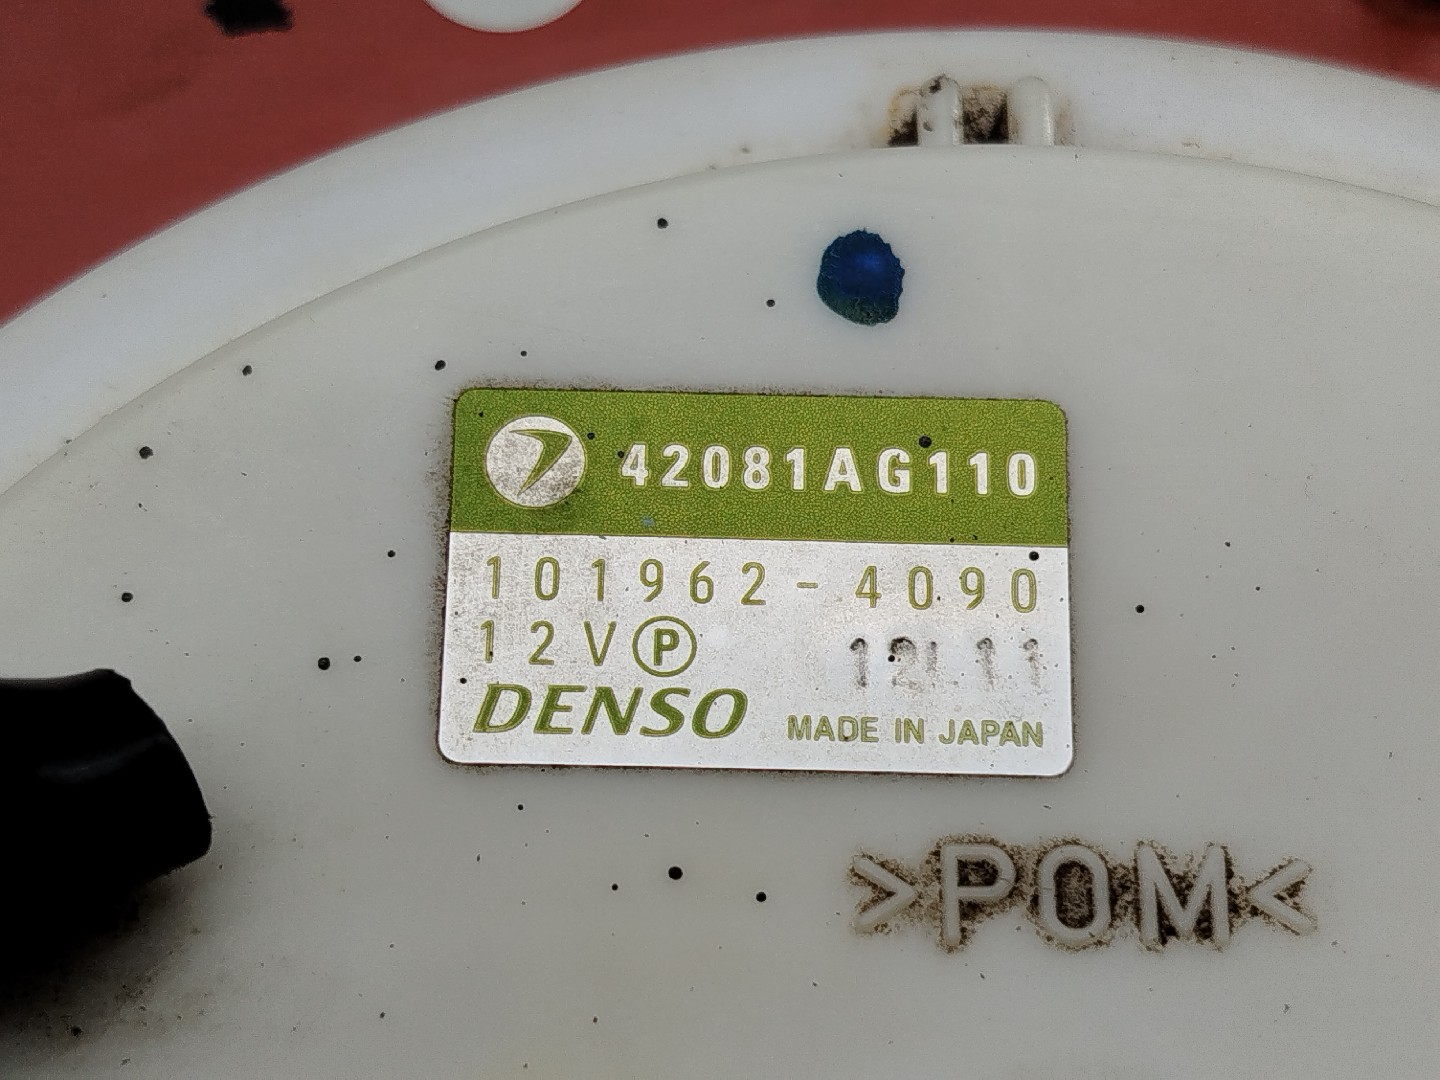 42081AG110
101962-4090
12V Ⓟ
DENSO MADE IN JAPAN
>POM<